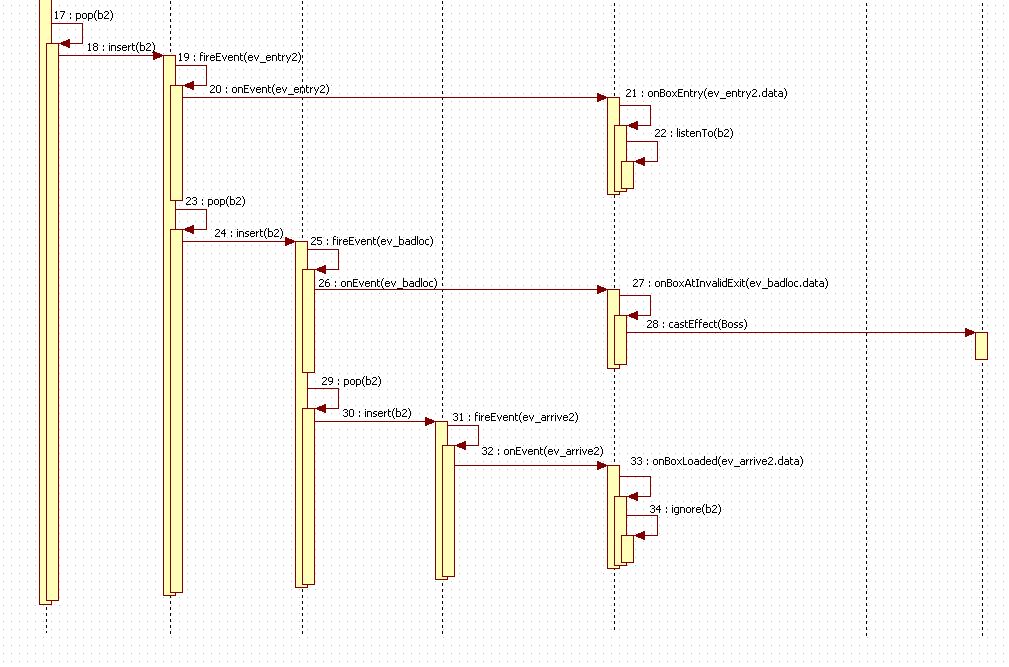 17 : pop(b2)
18 : insert(b2)
19 : fireEvent(ev_entry2)
20 : onEvent(ev_entry2)
21 : onBoxEntry(ev_entry2.data)
22 : listenTo(b2)
23 : pop(b2)
24 : insert(b2)
25 : fireEvent(ev_badloc)
26 : onEvent(ev_badloc)
27 : onBoxAtInvalidExit(ev_badloc.data)
28 : castEffect(Boss)
29 : pop(b2)
30 : insert(b2)
31 : fireEvent(ev_arrive2)
32 : onEvent(ev_arrive2)
33 : onBoxLoaded(ev_arrive2.data)
34 : ignore(b2)